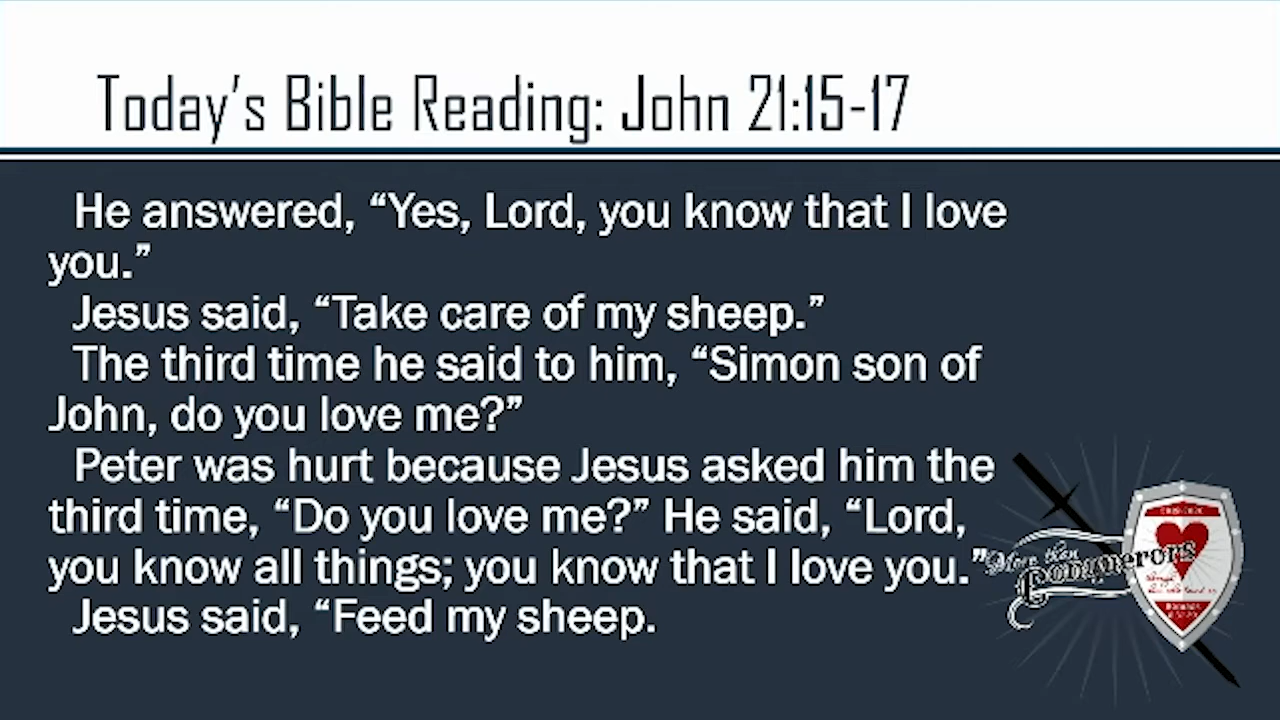 Today's Bible Reading: John 21:15-17
He answered, “Yes, Lord, you know that I love
you.”
Jesus said, “Take care of my sheep.”
The third time he said to him, “Simon son of
John, do you love me?”
Peter was hurt because Jesus asked him the
third time, “Do you love me?” He said, “Lord,
you know all things; you know that I love you.”
Jesus said, “Feed my sheep.
More than
Conquerors